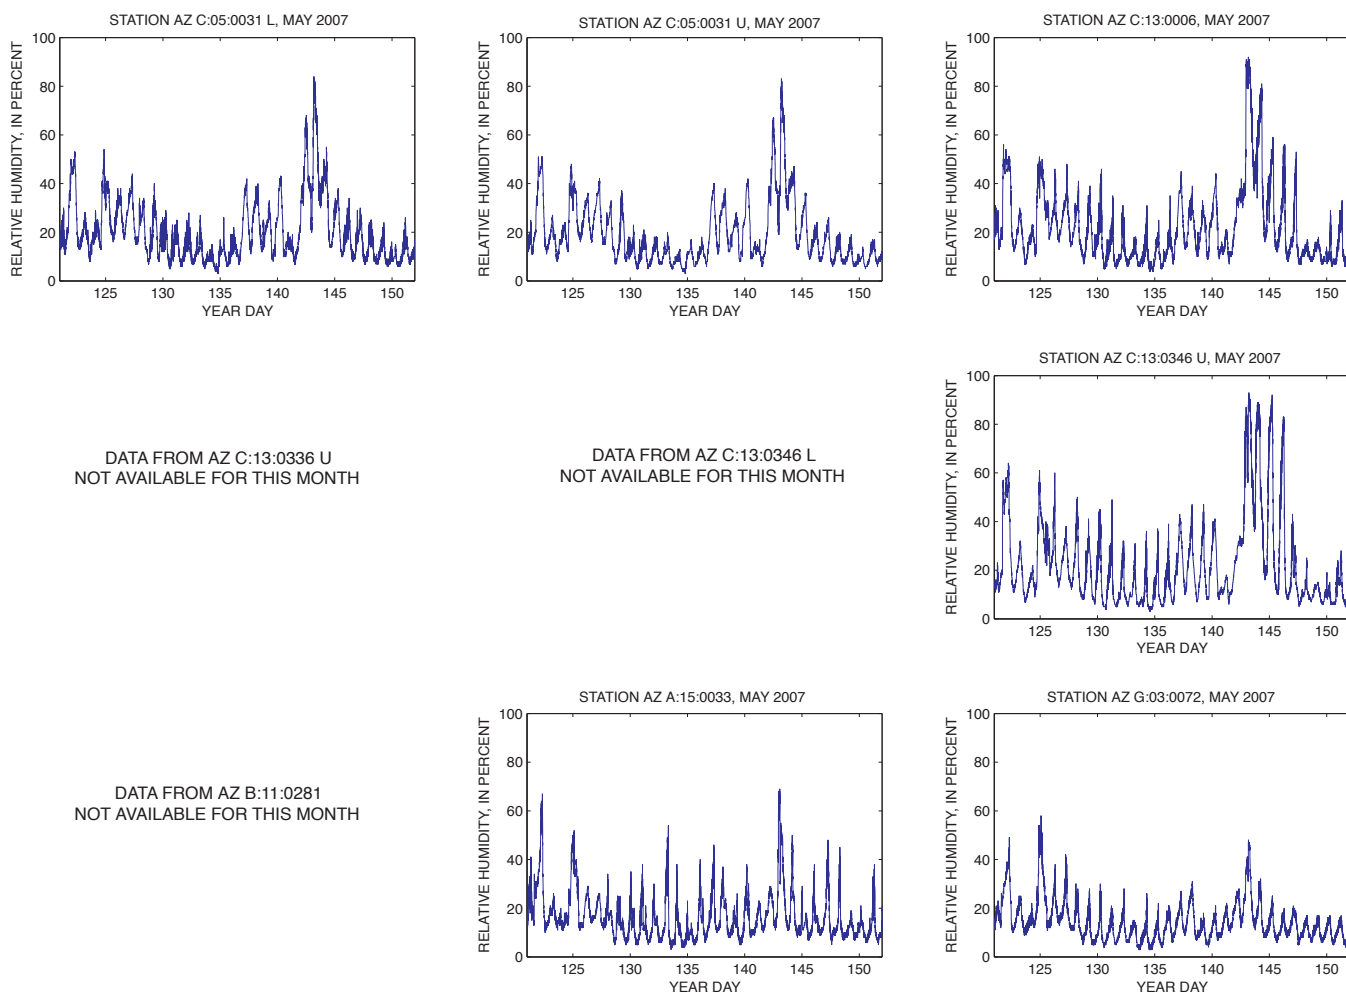 STATION AZ C:05:0031 L, MAY 2007
RELATIVE HUMIDITY, IN PERCENT
100
80
60
40
20
0
125 130 135 140 145 150
YEAR DAY
STATION AZ C:05:0031 U, MAY 2007
RELATIVE HUMIDITY, IN PERCENT
100
80
60
40
20
0
125 130 135 140 145 150
YEAR DAY
STATION AZ C:13:0006, MAY 2007
RELATIVE HUMIDITY, IN PERCENT
100
80
60
40
20
0
125 130 135 140 145 150
YEAR DAY
DATA FROM AZ C:13:0336 U
NOT AVAILABLE FOR THIS MONTH
DATA FROM AZ C:13:0346 L
NOT AVAILABLE FOR THIS MONTH
STATION AZ C:13:0346 U, MAY 2007
RELATIVE HUMIDITY, IN PERCENT
100
80
60
40
20
0
125 130 135 140 145 150
YEAR DAY
DATA FROM AZ B:11:0281
NOT AVAILABLE FOR THIS MONTH
STATION AZ A:15:0033, MAY 2007
RELATIVE HUMIDITY, IN PERCENT
100
80
60
40
20
0
125 130 135 140 145 150
YEAR DAY
STATION AZ G:03:0072, MAY 2007
RELATIVE HUMIDITY, IN PERCENT
100
80
60
40
20
0
125 130 135 140 145 150
YEAR DAY